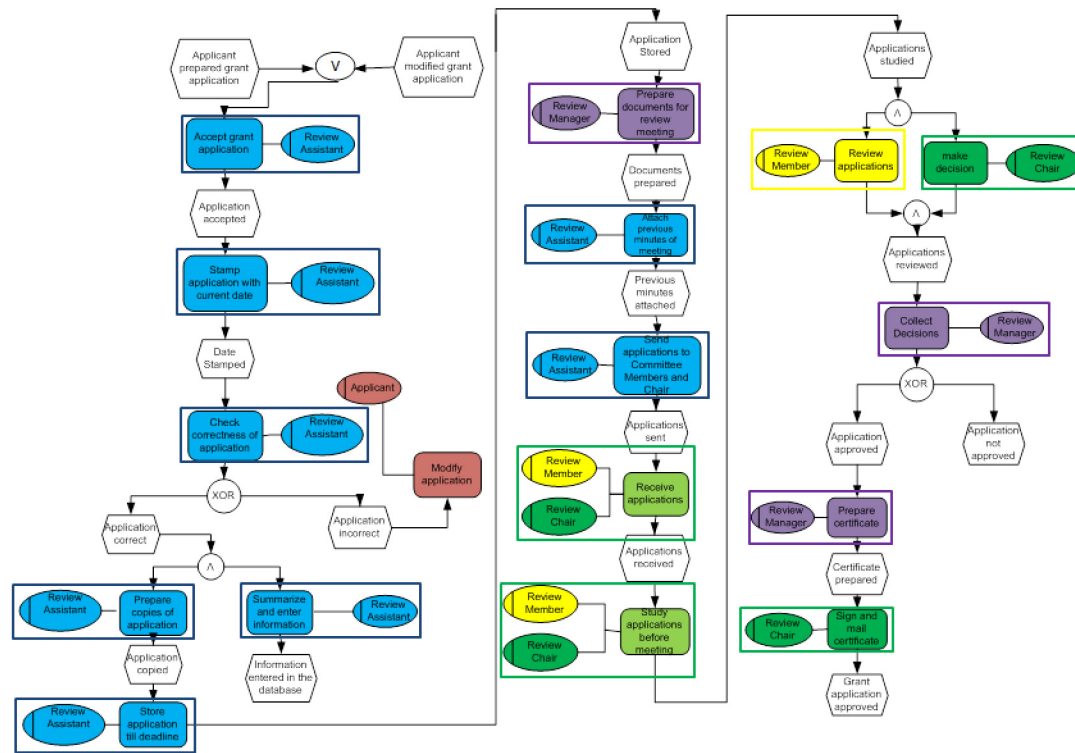 Applicant
prepared grant
application
V
Applicant
modified grant
application
Accept grant
application
Review
Assistant
Application
accepted
Stamp
application with
current date
Review
Assistant
Date
Stamped
Check
correctness of
application
Review
Assistant
Applicant
Modify
application
XOR
Application
correct
Application
incorrect
Λ
Review
Assistant
Prepare
copies of
application
Summarize
and enter
information
Review
Assistant
Application
copied
Information
entered in the
database
Review
Assistant
Store
application
till deadline
Application
Stored
Review
Manager
Prepare
documents for
review
meeting
Documents
prepared
Review
Assistant
Attach
previous
minutes of
meeting
Previous
minutes
attached
Review
Assistant
Send
applications to
Committee
Members and
Chair
Applications
sent
Review
Member
Review
Chair
Receive
applications
Applications
received
Review
Member
Review
Chair
Study
applications
before
meeting
Applications
studied
Λ
Review
Member
Review
applications
make
decision
Review
Chair
Λ
Applications
reviewed
Collect
Decisions
Review
Manager
XOR
Application
approved
Application
not
approved
Review
Manager
Prepare
certificate
Certificate
prepared
Review
Chair
Sign and
mail
certificate
Grant
application
approved